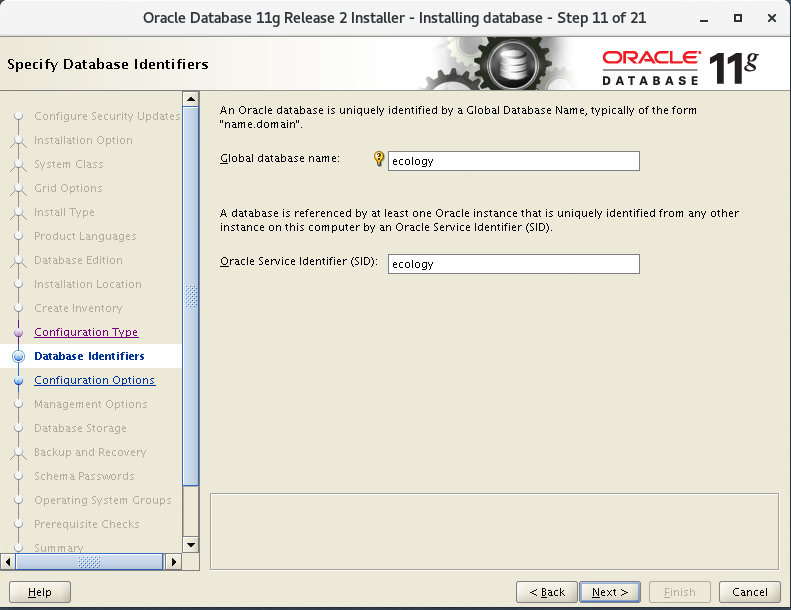 Oracle Database 11g Release 2 Installer - Installing database - Step 11 of 21
Specify Database Identifiers
ORACLE
DATABASE
11g
Configure Security Updates
Installation Option
System Class
Grid Options
Install Type
Product Languages
Database Edition
Installation Location
Create Inventory
Configuration Type
Database Identifiers
Configuration Options
Management Options
Database Storage
Backup and Recovery
Schema Passwords
Operating System Groups
Prerequisite Checks
Summary
An Oracle database is uniquely identified by a Global Database Name, typically of the form
"name.domain".
Global database name:
ecology
A database is referenced by at least one Oracle instance that is uniquely identified from any other
instance on this computer by an Oracle Service Identifier (SID).
Oracle Service Identifier (SID):
ecology
Help
< Back
Next >
Finish
Cancel